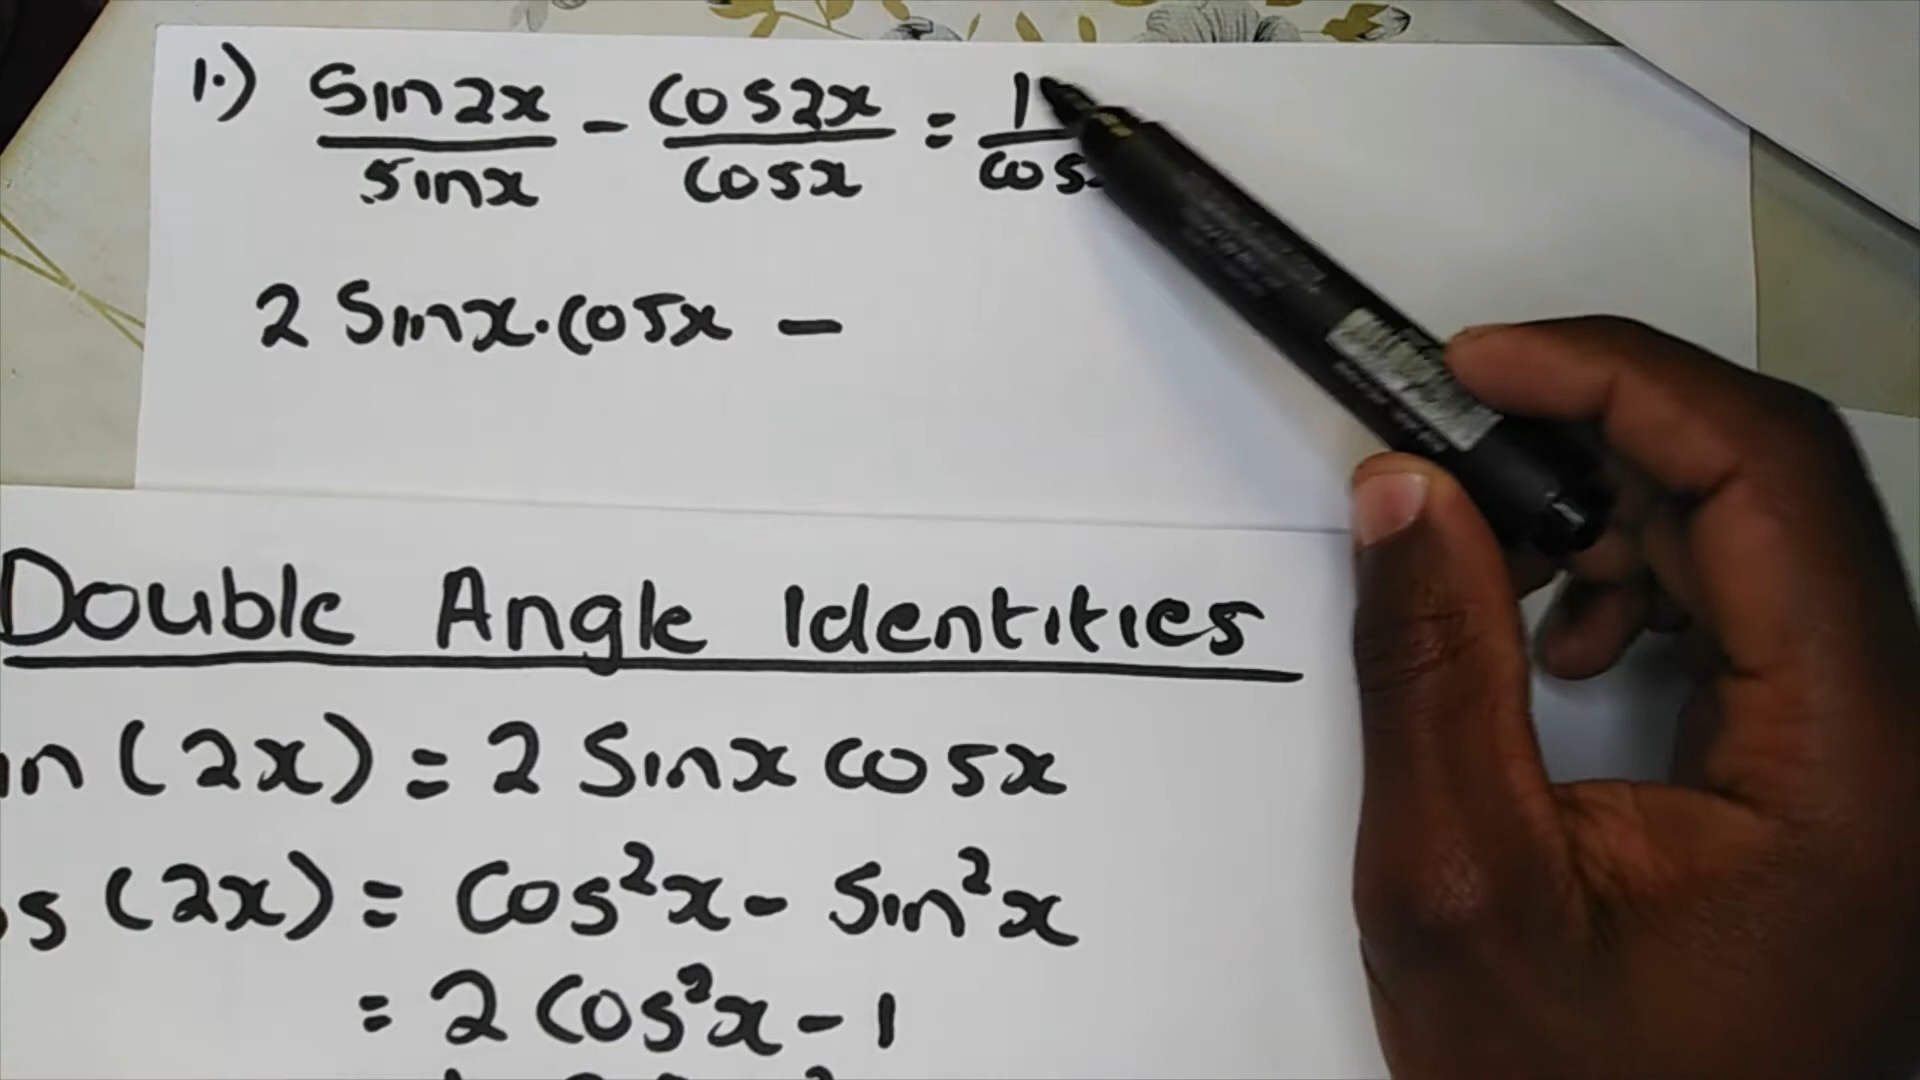 1.) sin2x/sinx - cos2x/cosx = 1/cos
2 sinx·cosx -
Double Angle Identities
in (2x) = 2 sinx cosx
s (2x) = cos²x - sin²x
= 2 cos²x - 1